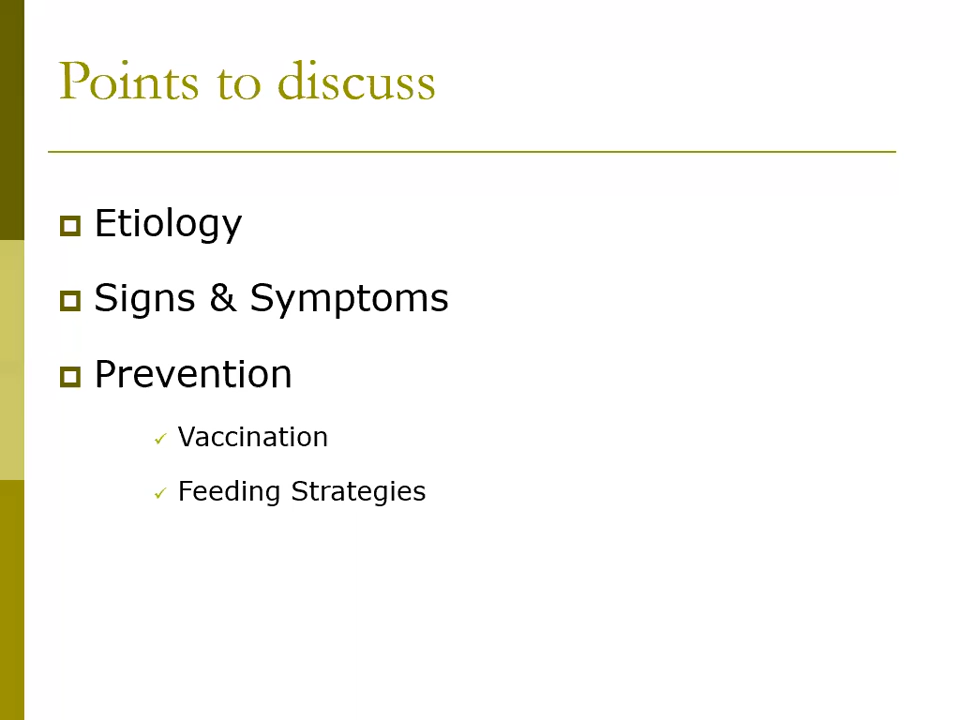 Points to discuss
Etiology
Signs & Symptoms
Prevention
Vaccination
Feeding Strategies